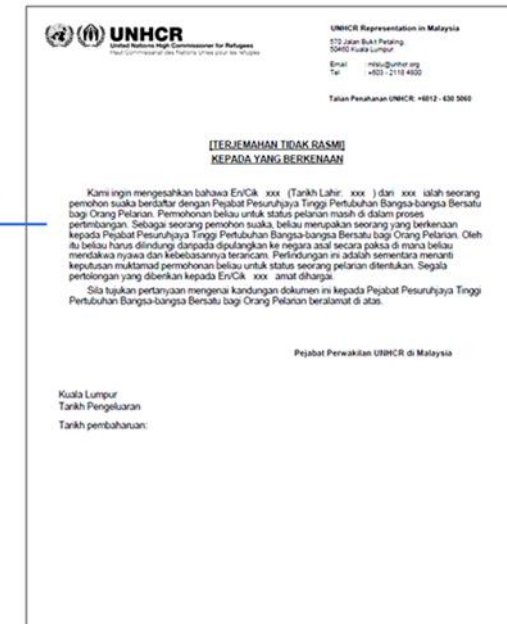 UNHCR
United Nations High Commissioner for Refugees
Haut Commissariat des Nations Unies pour les réfugiés
UNHCR Representation in Malaysia
570 Jalan Bukit Petaling
50460 Kuala Lumpur
Email : mlslu@unhcr.org
Tel : +603 - 2118 4800
Talian Penahanan UNHCR: +6012 - 630 5060
[TERJEMAHAN TIDAK RASMI]
KEPADA YANG BERKENAAN
Kami ingin mengesahkan bahawa En/Cik xxx (Tarikh Lahir: xxx ) dari xxx ialah seorang
pemohon suaka berdaftar dengan Pejabat Pesuruhjaya Tinggi Pertubuhan Bangsa-bangsa Bersatu
bagi Orang Pelarian. Permohonan beliau untuk status pelarian masih di dalam proses
pertimbangan. Sebagai seorang pemohon suaka, beliau merupakan seorang yang berkenaan
kepada Pejabat Pesuruhjaya Tinggi Pertubuhan Bangsa-bangsa Bersatu bagi Orang Pelarian. Oleh
itu beliau harus dilindungi daripada dipulangkan ke negara asal secara paksa di mana beliau
mendakwa nyawa dan kebebasannya terancam. Perlindungan ini adalah sementara menanti
keputusan muktamad permohonan beliau untuk status seorang pelarian ditentukan. Segala
pertolongan yang diberikan kepada En/Cik xxx amat dihargai.
Sila tujukan pertanyaan mengenai kandungan dokumen ini kepada Pejabat Pesuruhjaya Tinggi
Pertubuhan Bangsa-bangsa Bersatu bagi Orang Pelarian beralamat di atas.
Pejabat Perwakilan UNHCR di Malaysia
Kuala Lumpur
Tarikh Pengeluaran
Tarikh pembaharuan: